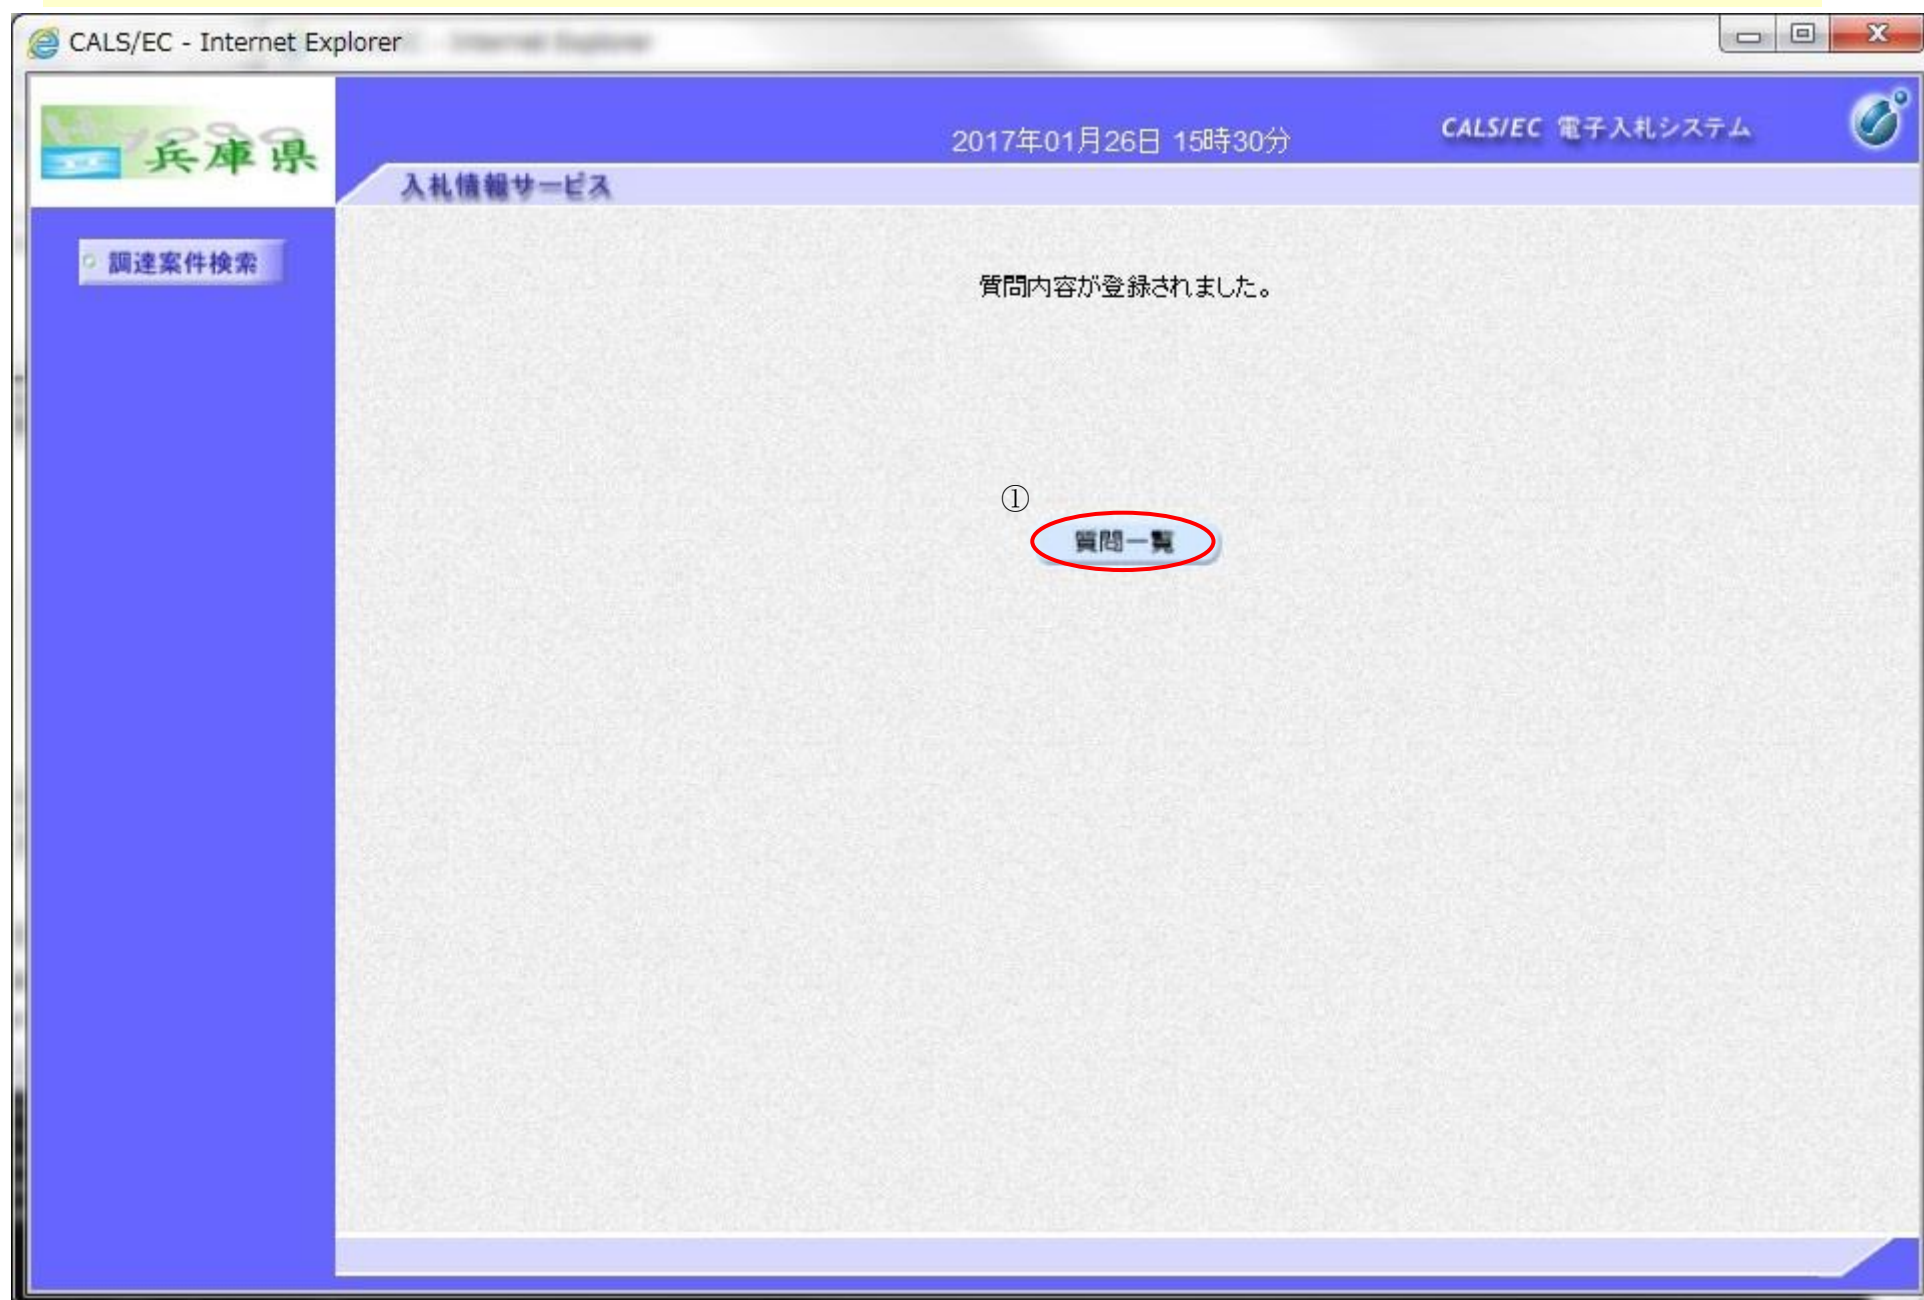 CALS/EC - Internet Explorer
Hyogo
兵庫県
2017年01月26日 15時30分
CALS/EC 電子入札システム
入札情報サービス
調達案件検索
質問内容が登録されました。
①
質問一覧